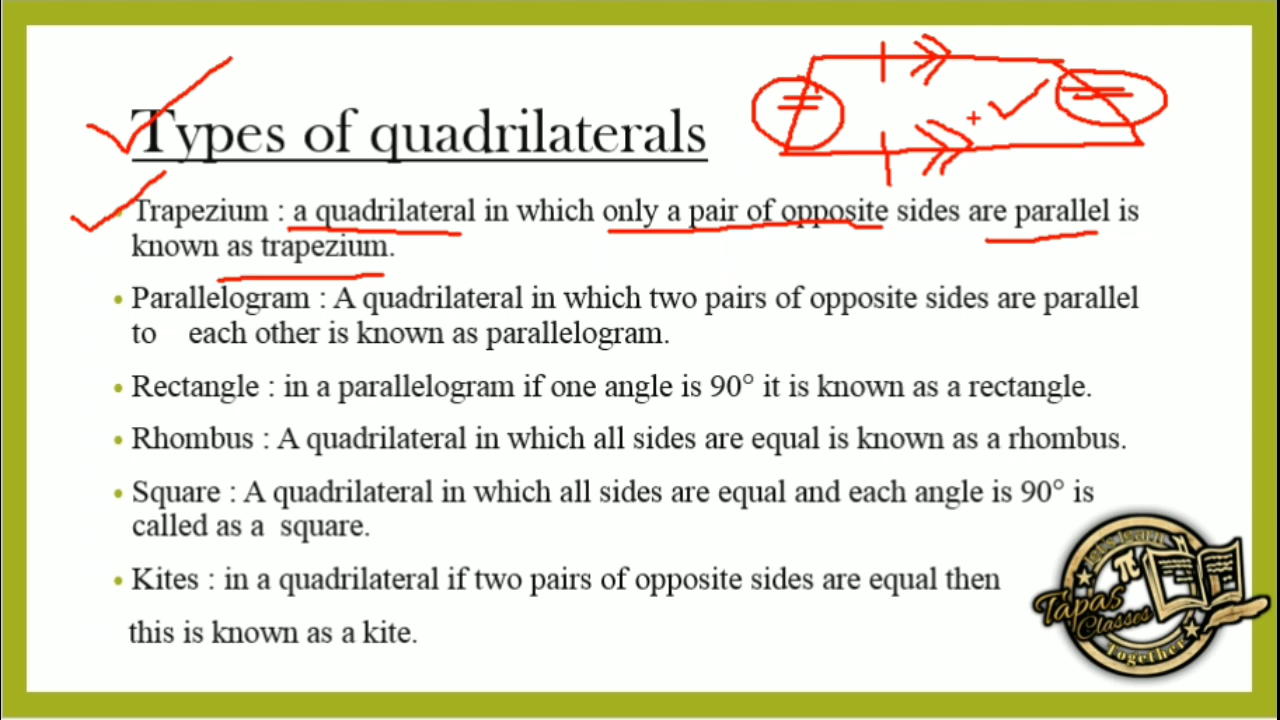 Types of quadrilaterals
Trapezium : a quadrilateral in which only a pair of opposite sides are parallel is
known as trapezium.
• Parallelogram : A quadrilateral in which two pairs of opposite sides are parallel
to each other is known as parallelogram.
• Rectangle : in a parallelogram if one angle is 90° it is known as a rectangle.
• Rhombus : A quadrilateral in which all sides are equal is known as a rhombus.
• Square : A quadrilateral in which all sides are equal and each angle is 90° is
called as a square.
• Kites : in a quadrilateral if two pairs of opposite sides are equal then
this is known as a kite.
Let's learn
π
Tapas
Classes
Together